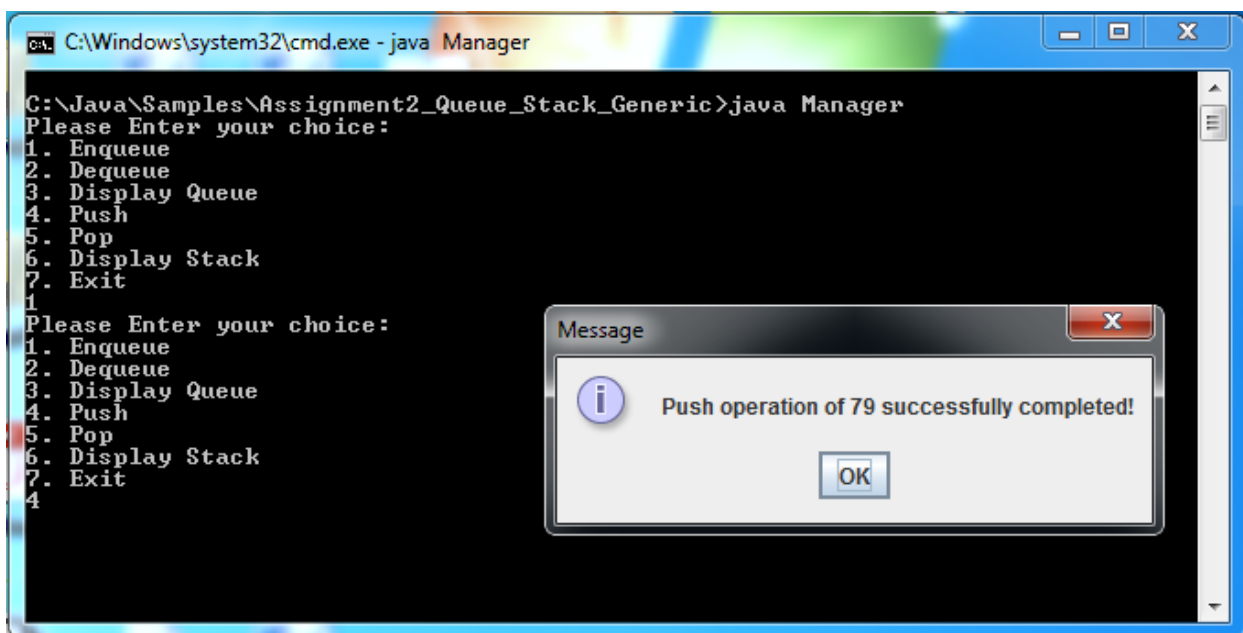 C:\Windows\system32\cmd.exe - java  Manager
C:\Java\Samples\Assignment2_Queue_Stack_Generic>java Manager
Please Enter your choice:
1. Enqueue
2. Dequeue
3. Display Queue
4. Push
5. Pop
6. Display Stack
7. Exit
1
Please Enter your choice:
1. Enqueue
2. Dequeue
3. Display Queue
4. Push
5. Pop
6. Display Stack
7. Exit
4
Message
Push operation of 79 successfully completed!
OK